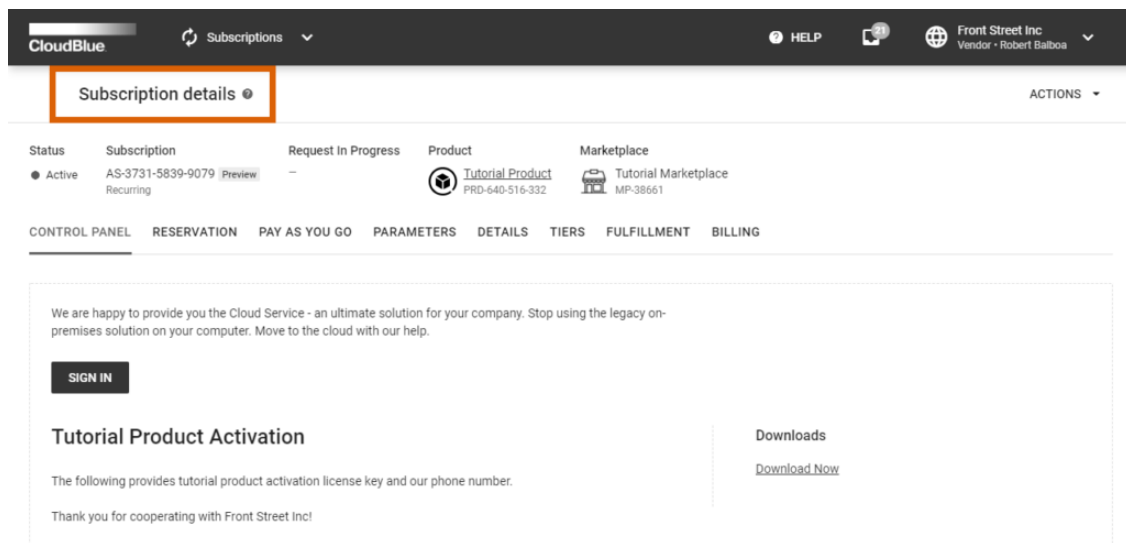 CloudBlue
Subscriptions
HELP
21
Front Street Inc
Vendor • Robert Balboa
Subscription details
ACTIONS
Status
Subscription
Request In Progress
Product
Marketplace
Active
AS-3731-5839-9079 Preview
Recurring
–
Tutorial Product
PRD-640-516-332
Tutorial Marketplace
MP-38661
CONTROL PANEL RESERVATION PAY AS YOU GO PARAMETERS DETAILS TIERS FULFILLMENT BILLING
We are happy to provide you the Cloud Service - an ultimate solution for your company. Stop using the legacy on-
premises solution on your computer. Move to the cloud with our help.
SIGN IN
Tutorial Product Activation
The following provides tutorial product activation license key and our phone number.
Thank you for cooperating with Front Street Inc!
Downloads
Download Now